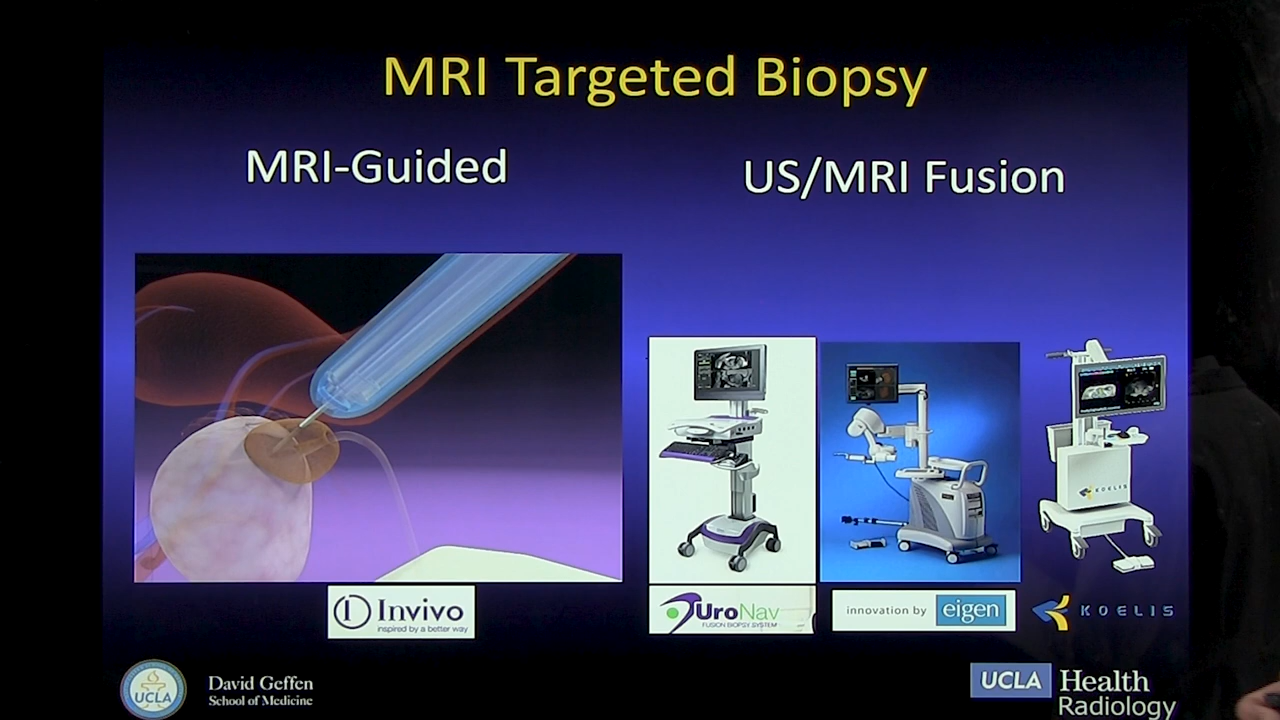 MRI Targeted Biopsy
MRI-Guided
US/MRI Fusion
KOELIS
Invivo
inspired by a better way
UroNav
FUSION BIOPSY SYSTEM
innovation by eigen
KOELIS
UCLA
David Geffen
School of Medicine
UCLA Health
Radiology